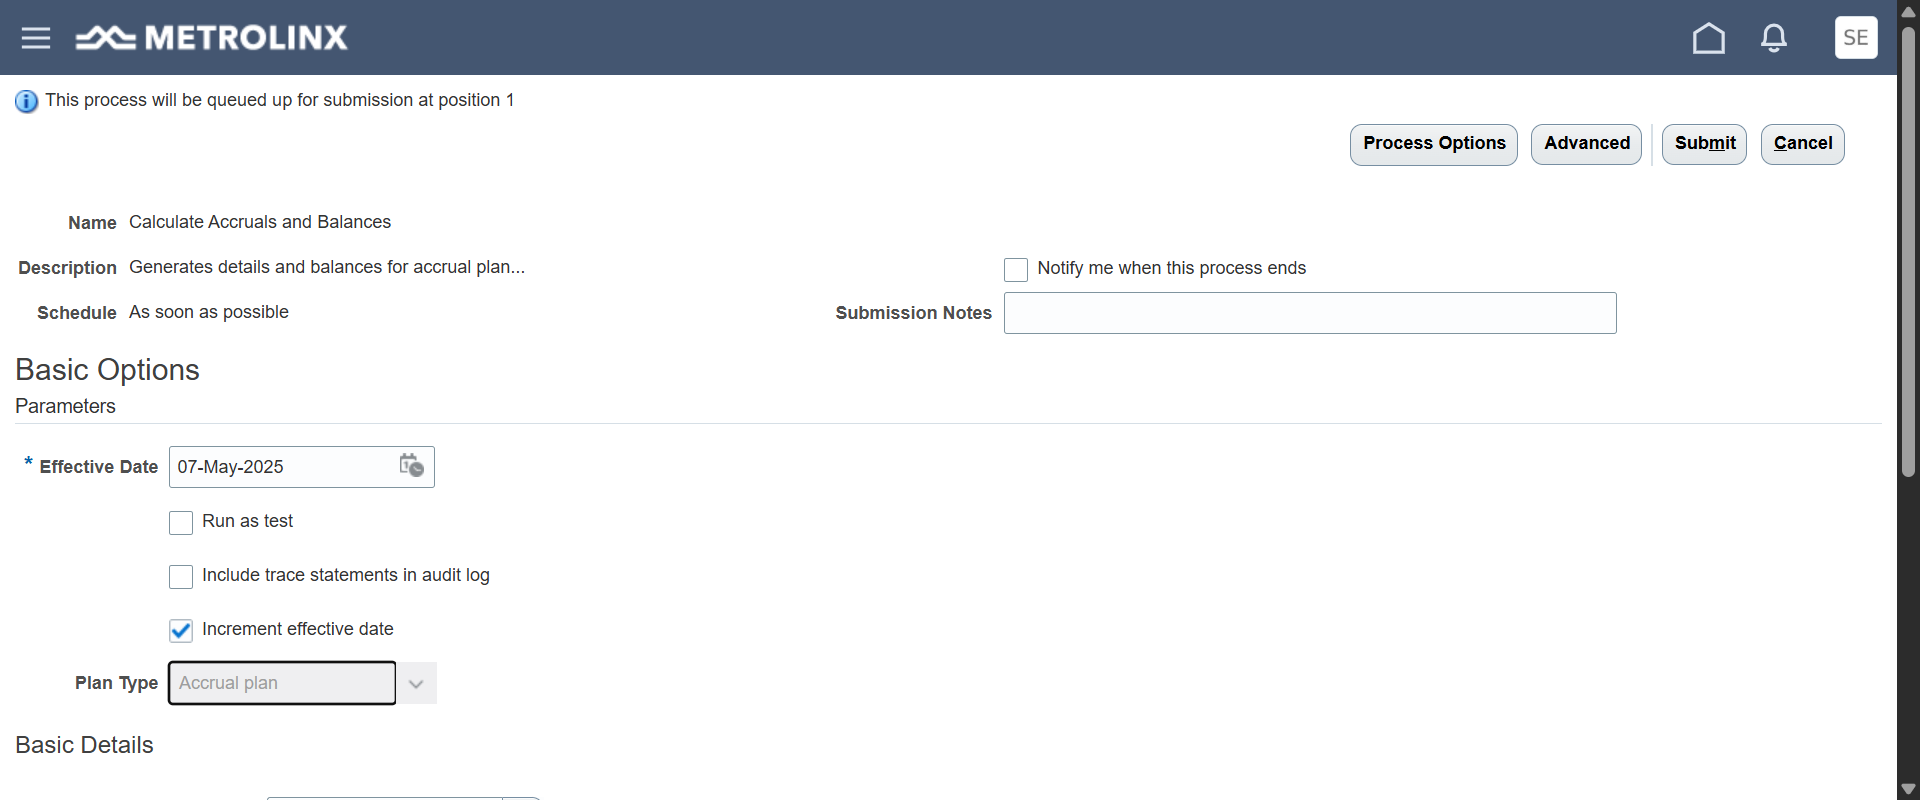 METROLINX
SE
This process will be queued up for submission at position 1
Process Options
Advanced
Submit
Cancel
Name Calculate Accruals and Balances
Description Generates details and balances for accrual plan...
Notify me when this process ends
Schedule As soon as possible
Submission Notes
Basic Options
Parameters
* Effective Date 07-May-2025
Run as test
Include trace statements in audit log
Increment effective date
Plan Type Accrual plan
Basic Details